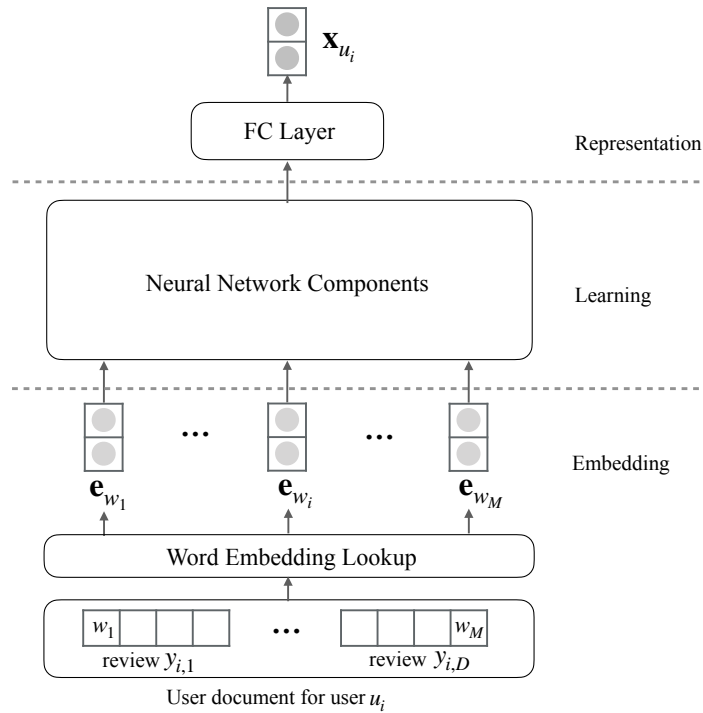 𝐱_{u_i}
FC Layer
Representation
Neural Network Components
Learning
... ...
Embedding
𝐞_{w_1} 𝐞_{w_i} 𝐞_{w_M}
Word Embedding Lookup
w_1 ... w_M
review y_{i,1} review y_{i,D}
User document for user u_i